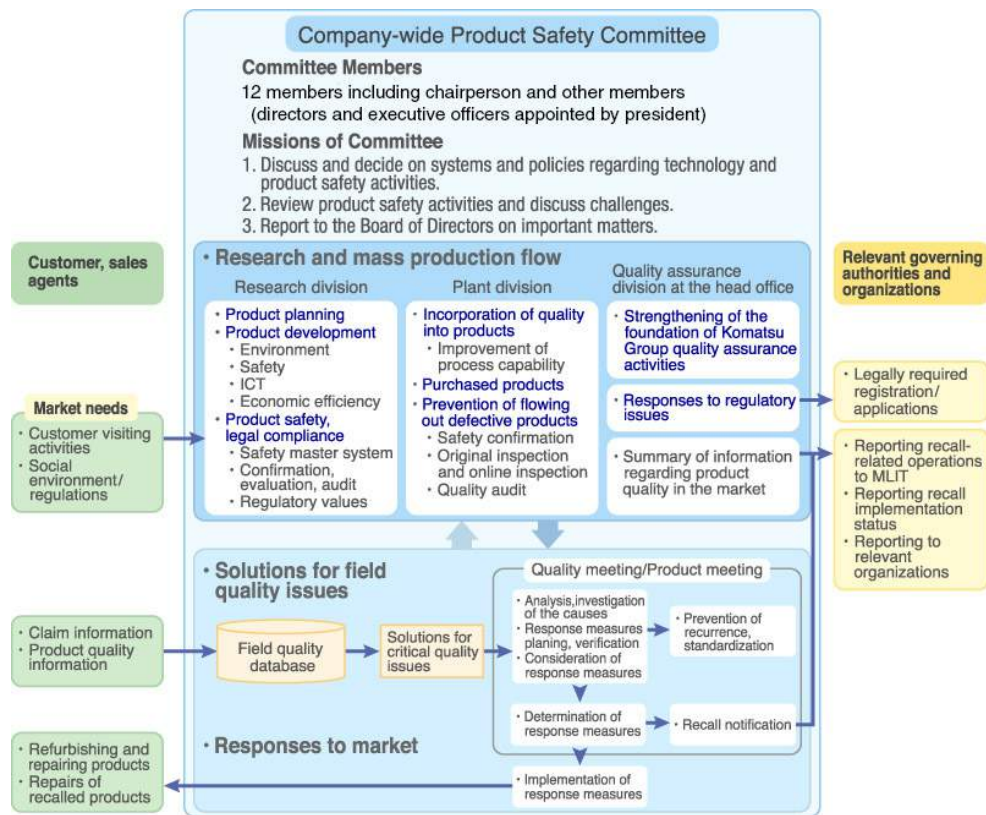 Company-wide Product Safety Committee
Committee Members
12 members including chairperson and other members
(directors and executive officers appointed by president)
Missions of Committee
1. Discuss and decide on systems and policies regarding technology and
product safety activities.
2. Review product safety activities and discuss challenges.
3. Report to the Board of Directors on important matters.
Customer, sales
agents
Market needs
・Customer visiting
activities
・Social
environment/
regulations
・Claim information
・Product quality
information
・Refurbishing and
repairing products
・Repairs of
recalled products
・Research and mass production flow
Research division
・Product planning
・Product development
・Environment
・Safety
・ICT
・Economic efficiency
・Product safety,
legal compliance
・Safety master system
・Confirmation,
evaluation, audit
・Regulatory values
Plant division
・Incorporation of quality
into products
・Improvement of
process capability
・Purchased products
・Prevention of flowing
out defective products
・Safety confirmation
・Original inspection
and online inspection
・Quality audit
Quality assurance
division at the head office
・Strengthening of the
foundation of Komatsu
Group quality assurance
activities
・Responses to regulatory
issues
・Summary of information
regarding product
quality in the market
Relevant governing
authorities and
organizations
・Legally required
registration/
applications
・Reporting recall-
related operations
to MLIT
・Reporting recall
implementation
status
・Reporting to
relevant
organizations
・Solutions for field
quality issues
Field quality
database
Solutions for
critical quality
issues
Quality meeting/Product meeting
・Analysis,investigation
of the causes
・Response measures
planing, verification
・Consideration of
response measures
・Prevention of
recurrence,
standardization
・Determination of
response measures
・Recall notification
・Responses to market
・Implementation of
response measures